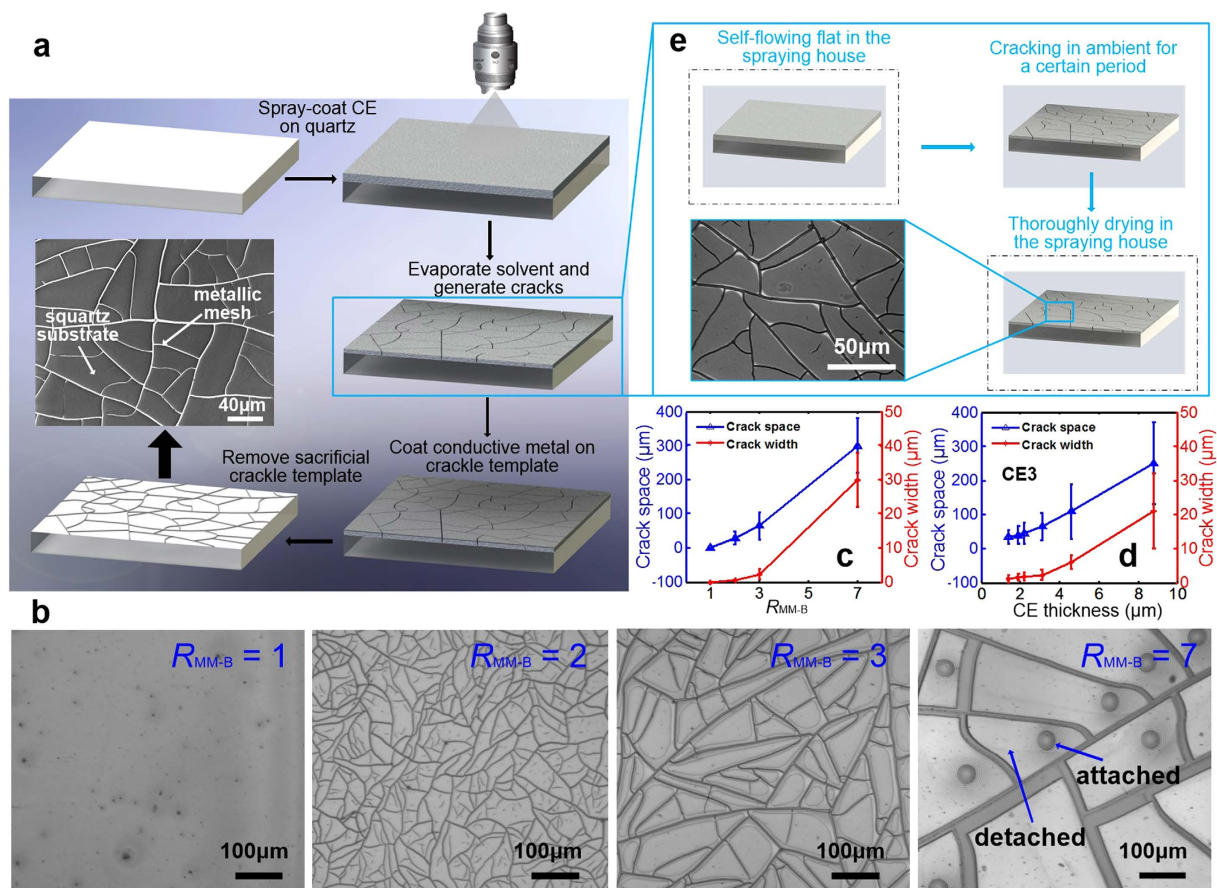 a
Spray-coat CE
on quartz
Evaporate solvent and
generate cracks
metallic
mesh
squartz
substrate
40μm
Remove sacrificial
crackle template
Coat conductive metal on
crackle template
e
Self-flowing flat in the
spraying house
Cracking in ambient for
a certain period
Thoroughly drying in
the spraying house
50μm
Crack space (μm)
400
300
200
100
0
-100
Crack space
Crack width
50
40
30
20
10
0
Crack width (μm)
c
1 2 3 4 5 6 7 8
RMM-B
Crack space (μm)
400
300
200
100
0
-100
Crack space
Crack width
CE3
50
40
30
20
10
0
Crack width (μm)
d
0 2 4 6 8 10
CE thickness (μm)
b
RMM-B = 1
100μm
RMM-B = 2
100μm
RMM-B = 3
100μm
RMM-B = 7
attached
detached
100μm